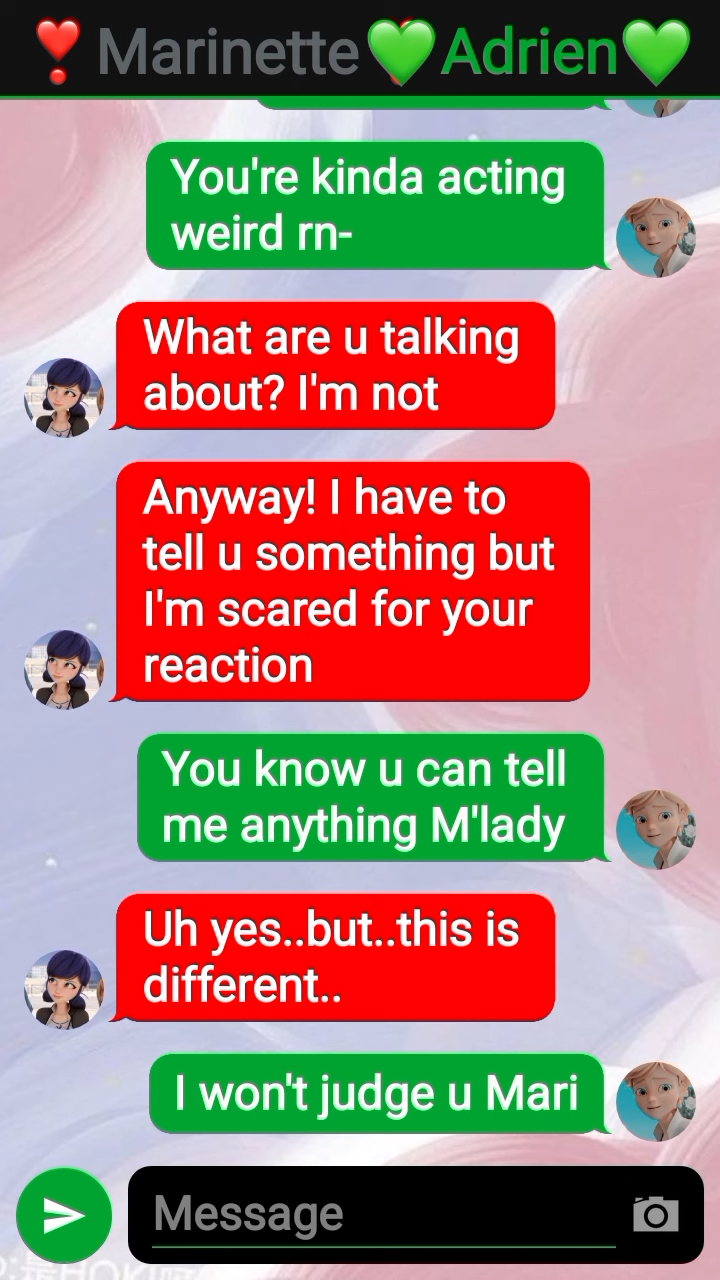 Marinette Adrien
You're kinda acting
weird rn-
What are u talking
about? I'm not
Anyway! I have to
tell u something but
I'm scared for your
reaction
You know u can tell
me anything M'lady
Uh yes..but..this is
different..
I won't judge u Mari
Message